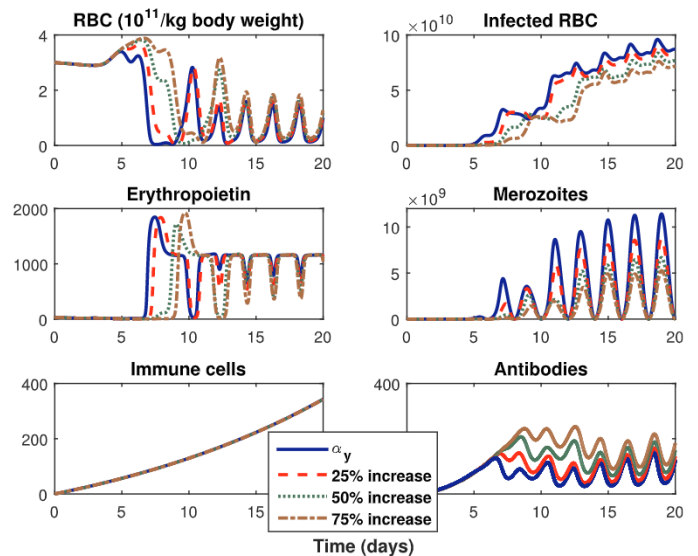 RBC (10¹¹/kg body weight)
4
2
0
0 5 10 15 20
Infected RBC
×10¹⁰
10
5
0
0 5 10 15 20
Erythropoietin
2000
1000
0
0 5 10 15 20
Merozoites
×10⁹
10
5
0
0 5 10 15 20
Immune cells
400
200
0
0 5 10 15 20
Antibodies
400
0 5 10 15 20
α_y
25% increase
50% increase
75% increase
Time (days)